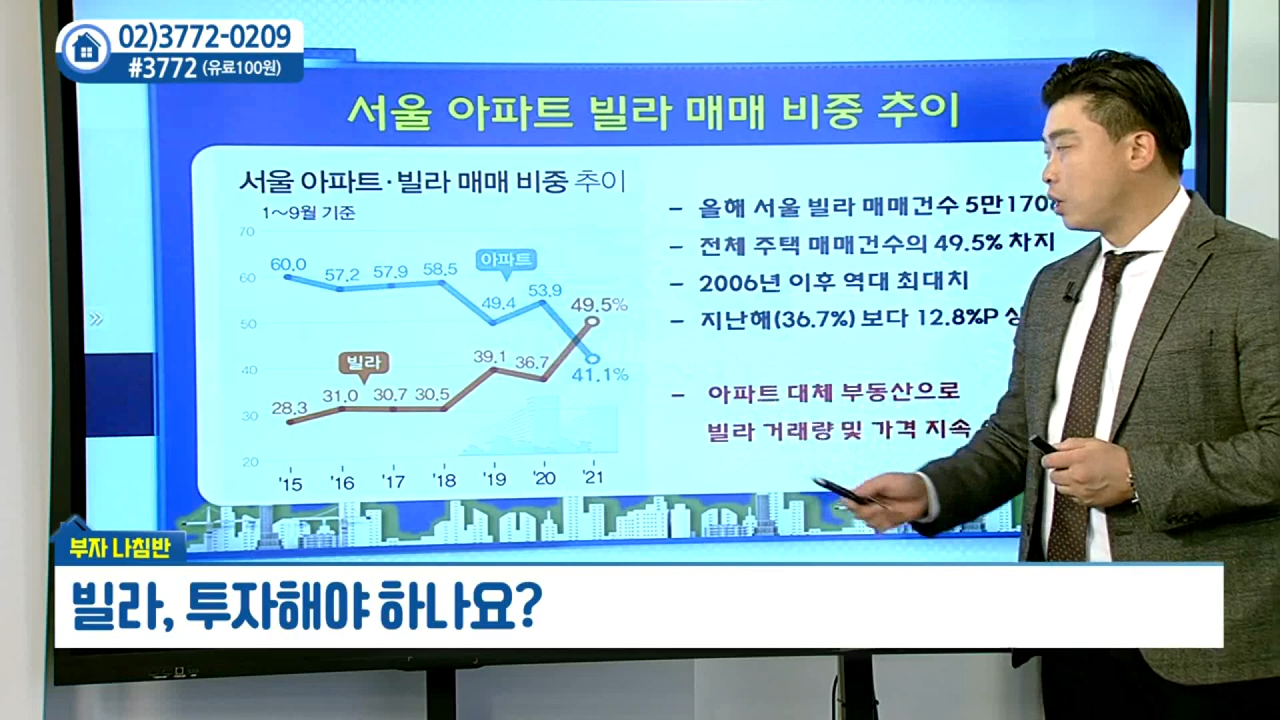 02)3772-0209
#3772 (유료100원)
서울 아파트 빌라 매매 비중 추이
서울 아파트·빌라 매매 비중 추이
1～9월 기준
70
60
50
40
30
20
60.0
57.2
57.9
58.5
49.4
53.9
41.1%
아파트
빌라
28.3
31.0
30.7
30.5
39.1
36.7
49.5%
'15
'16
'17
'18
'19
'20
'21
- 올해 서울 빌라 매매건수
- 전체 주택 매매건수의 49.5% 차지
- 2006년 이후 역대 최대치
- 지난해(36.7%) 보다 12.8%P
- 아파트 대체 부동산으로
빌라 거래량 및 가격 지속
»
부자 나침반
빌라, 투자해야 하나요?